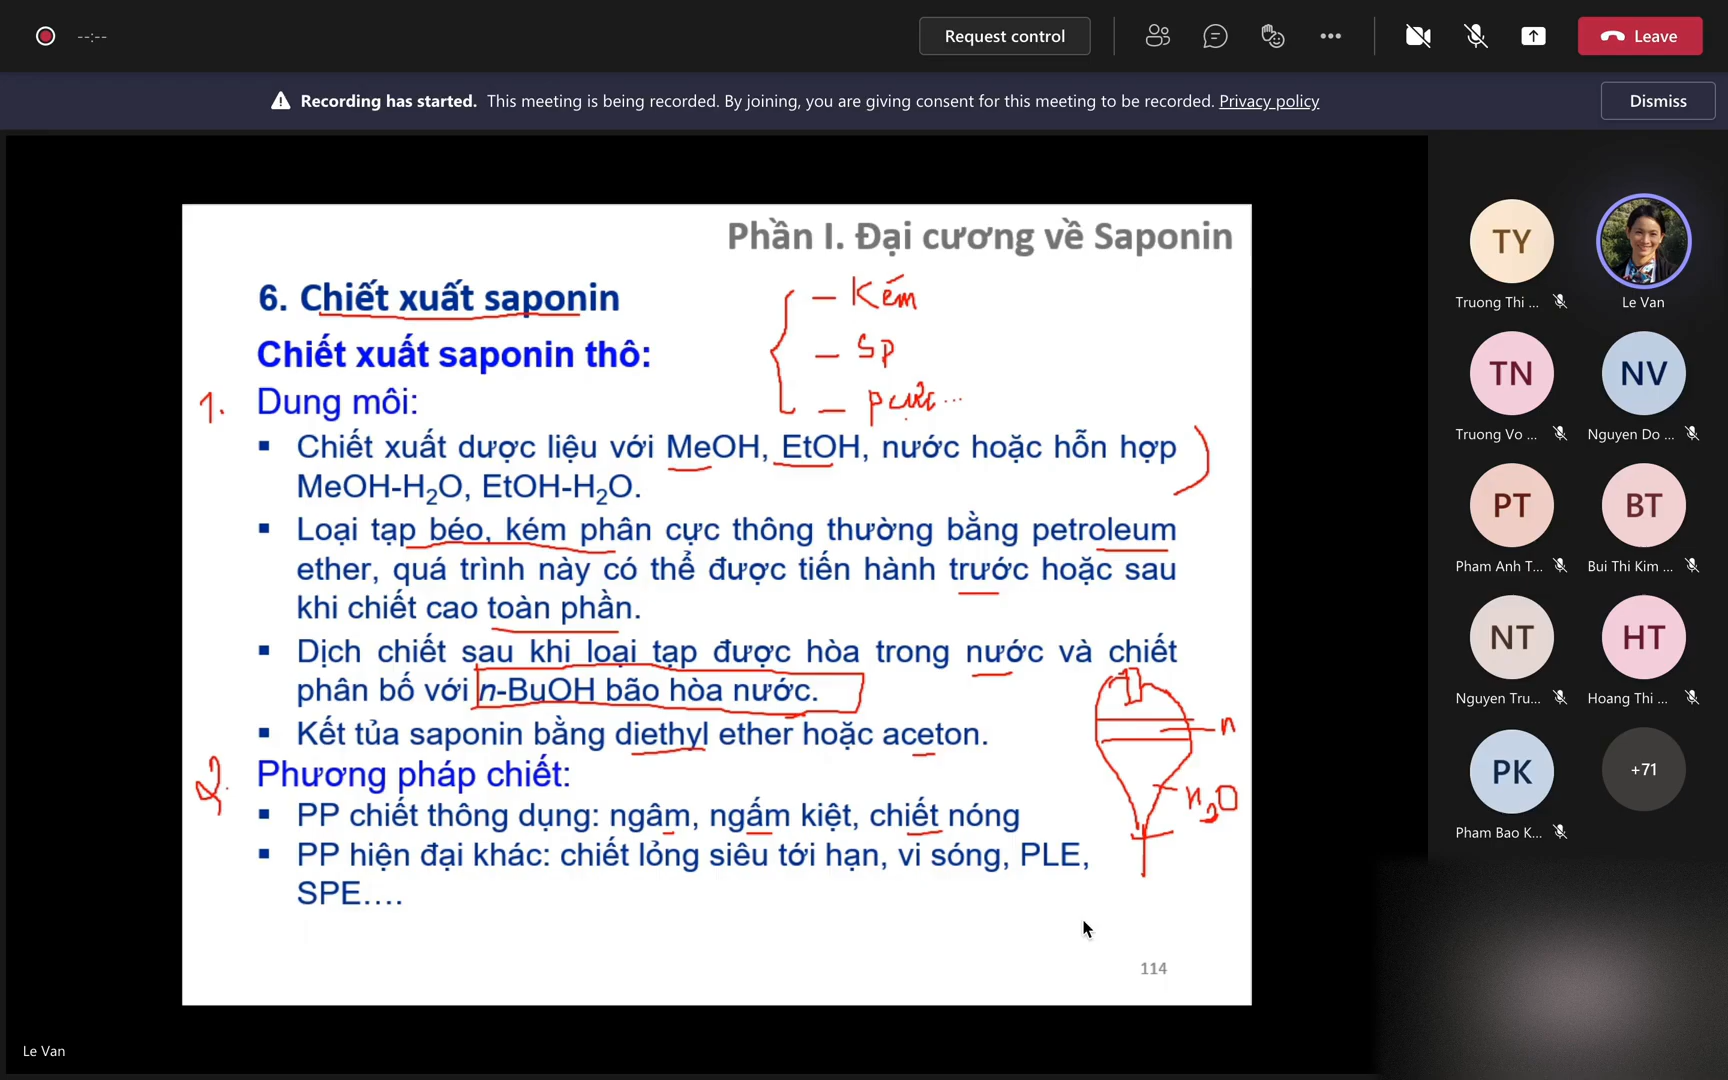 --:--
Request control
Leave
Recording has started. This meeting is being recorded. By joining, you are giving consent for this meeting to be recorded. Privacy policy
Dismiss
Phần I. Đại cương về Saponin
6. Chiết xuất saponin
– Kém
Chiết xuất saponin thô:
– Sp
1. Dung môi:
– pcực...
▪ Chiết xuất dược liệu với MeOH, EtOH, nước hoặc hỗn hợp
MeOH-H₂O, EtOH-H₂O.
▪ Loại tạp béo, kém phân cực thông thường bằng petroleum
ether, quá trình này có thể được tiến hành trước hoặc sau
khi chiết cao toàn phần.
▪ Dịch chiết sau khi loại tạp được hòa trong nước và chiết
phân bố với n-BuOH bão hòa nước.
▪ Kết tủa saponin bằng diethyl ether hoặc aceton.
n
2. Phương pháp chiết:
H₂O
▪ PP chiết thông dụng: ngâm, ngấm kiệt, chiết nóng
▪ PP hiện đại khác: chiết lỏng siêu tới hạn, vi sóng, PLE,
SPE....
114
Le Van
TY
Truong Thi ...
Le Van
TN
Truong Vo ...
NV
Nguyen Do ...
PT
Pham Anh T...
BT
Bui Thi Kim ...
NT
Nguyen Tru...
HT
Hoang Thi ...
PK
Pham Bao K...
+71